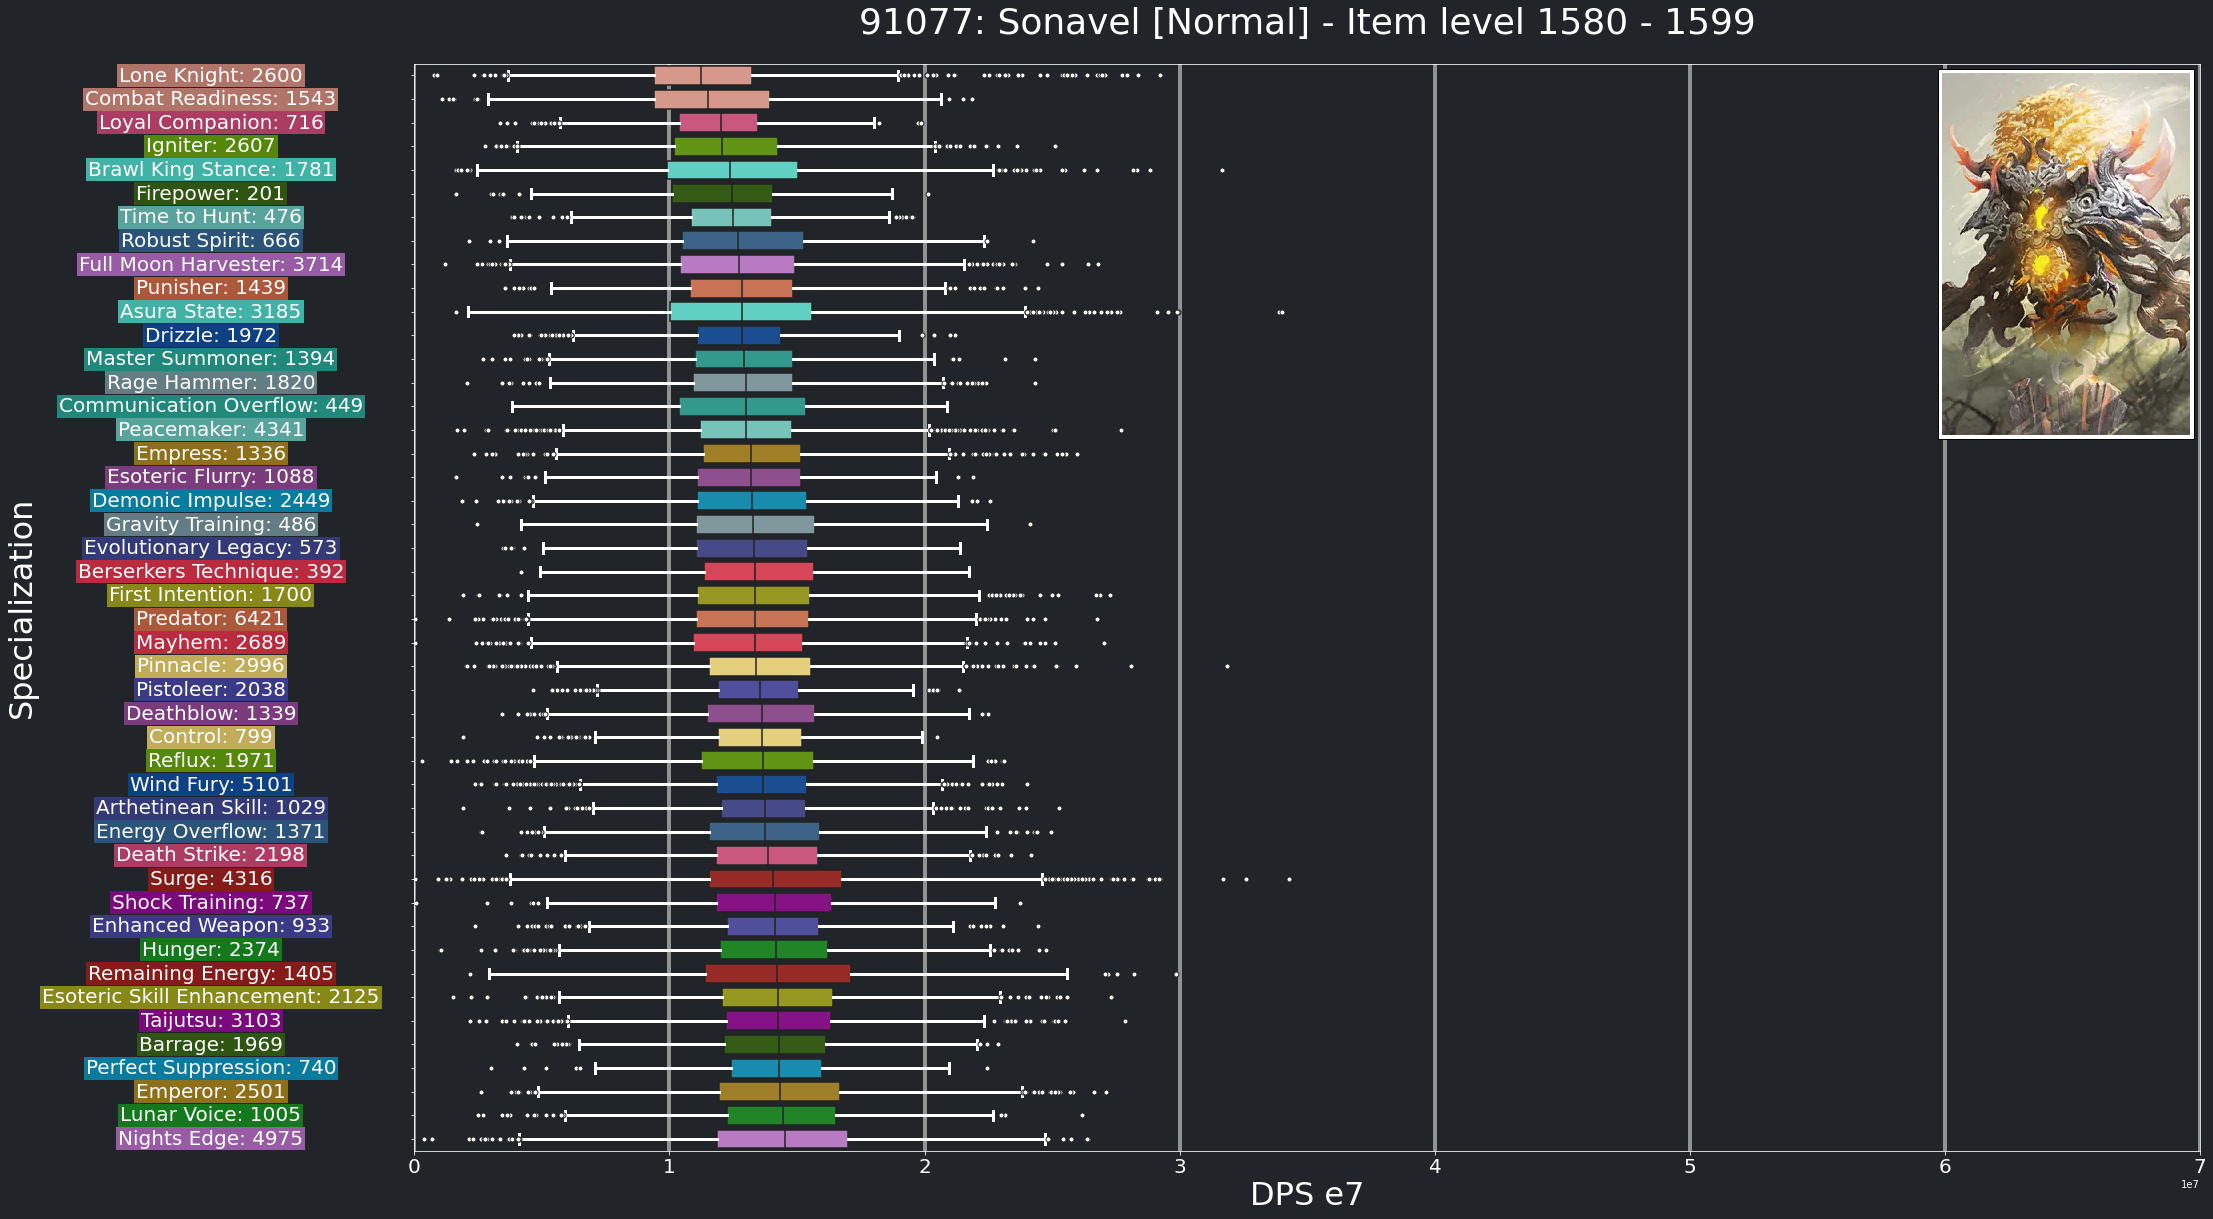 91077: Sonavel [Normal] - Item level 1580 - 1599
Specialization
Lone Knight: 2600
Combat Readiness: 1543
Loyal Companion: 716
Igniter: 2607
Brawl King Stance: 1781
Firepower: 201
Time to Hunt: 476
Robust Spirit: 666
Full Moon Harvester: 3714
Punisher: 1439
Asura State: 3185
Drizzle: 1972
Master Summoner: 1394
Rage Hammer: 1820
Communication Overflow: 449
Peacemaker: 4341
Empress: 1336
Esoteric Flurry: 1088
Demonic Impulse: 2449
Gravity Training: 486
Evolutionary Legacy: 573
Berserkers Technique: 392
First Intention: 1700
Predator: 6421
Mayhem: 2689
Pinnacle: 2996
Pistoleer: 2038
Deathblow: 1339
Control: 799
Reflux: 1971
Wind Fury: 5101
Arthetinean Skill: 1029
Energy Overflow: 1371
Death Strike: 2198
Surge: 4316
Shock Training: 737
Enhanced Weapon: 933
Hunger: 2374
Remaining Energy: 1405
Esoteric Skill Enhancement: 2125
Taijutsu: 3103
Barrage: 1969
Perfect Suppression: 740
Emperor: 2501
Lunar Voice: 1005
Nights Edge: 4975
0 1 2 3 4 5 6 7
1e7
DPS e7